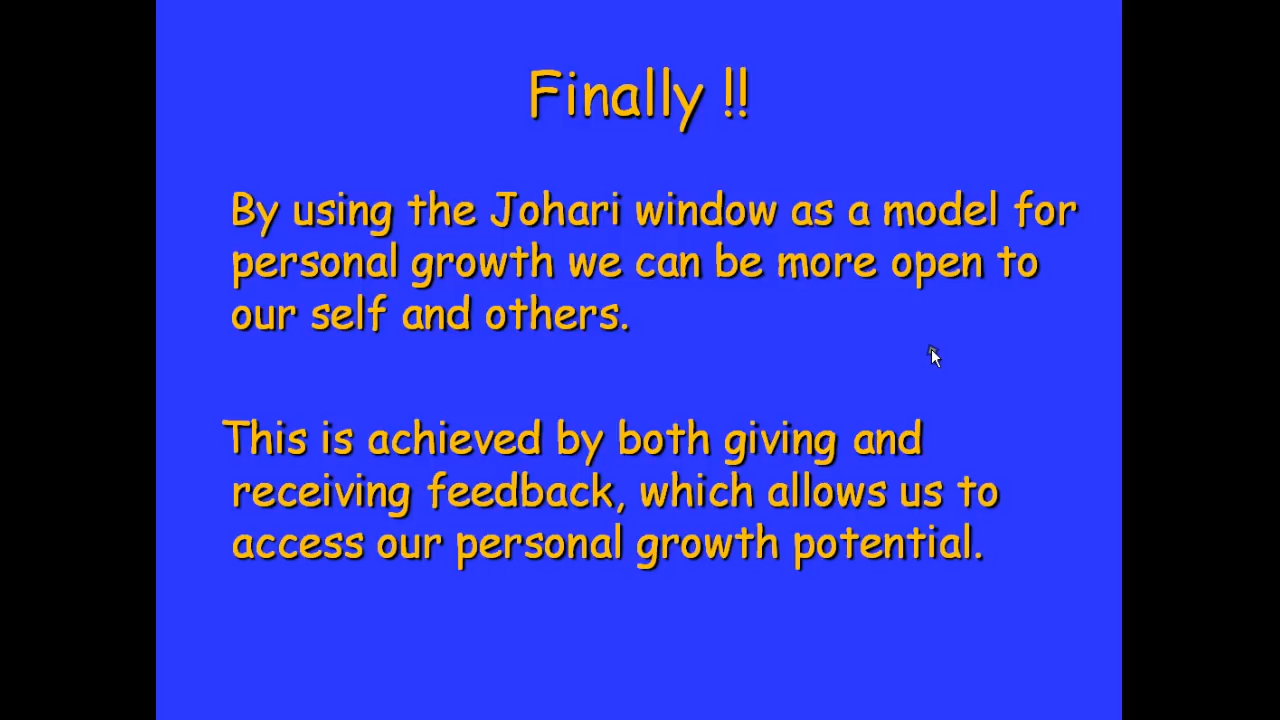 Finally !!
By using the Johari window as a model for
personal growth we can be more open to
our self and others.
This is achieved by both giving and
receiving feedback, which allows us to
access our personal growth potential.